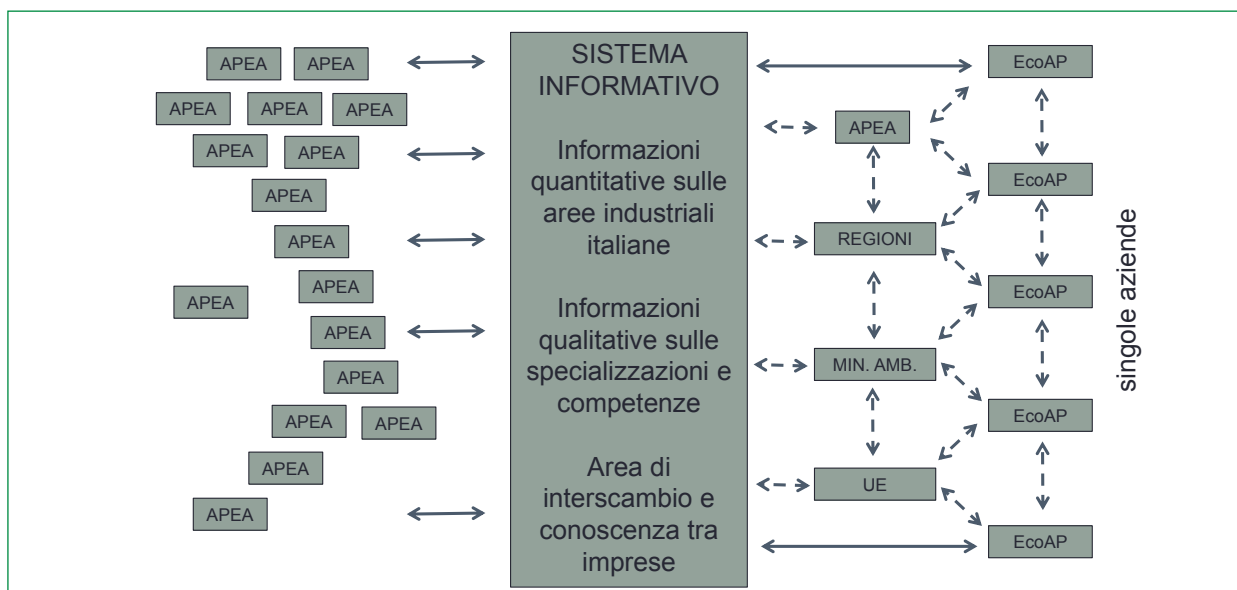 APEA APEA
APEA APEA APEA
APEA APEA
APEA
APEA
APEA
APEA
APEA
APEA
APEA APEA
APEA
APEA
SISTEMA
INFORMATIVO
Informazioni
quantitative sulle
aree industriali
italiane
Informazioni
qualitative sulle
specializzazioni e
competenze
Area di
interscambio e
conoscenza tra
imprese
APEA
REGIONI
MIN. AMB.
UE
EcoAP
EcoAP
EcoAP
EcoAP
EcoAP
singole aziende